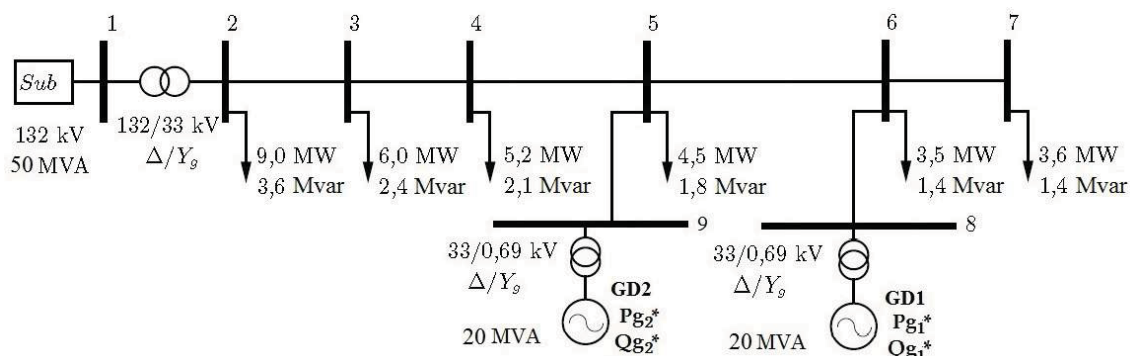 1
2
3
4
5
6
7
Sub
132 kV
50 MVA
132/33 kV
Δ/Y_g
9,0 MW
3,6 Mvar
6,0 MW
2,4 Mvar
5,2 MW
2,1 Mvar
4,5 MW
1,8 Mvar
3,5 MW
1,4 Mvar
3,6 MW
1,4 Mvar
9
33/0,69 kV
Δ/Y_g
GD2
Pg₂*
Qg₂*
20 MVA
8
33/0,69 kV
Δ/Y_g
GD1
Pg₁*
Qg₁*
20 MVA